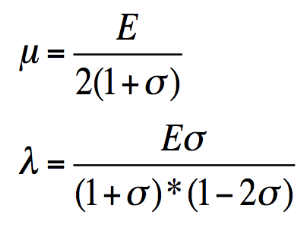 μ = E / 2(1+σ)
λ = Eσ / (1+σ)*(1−2σ)